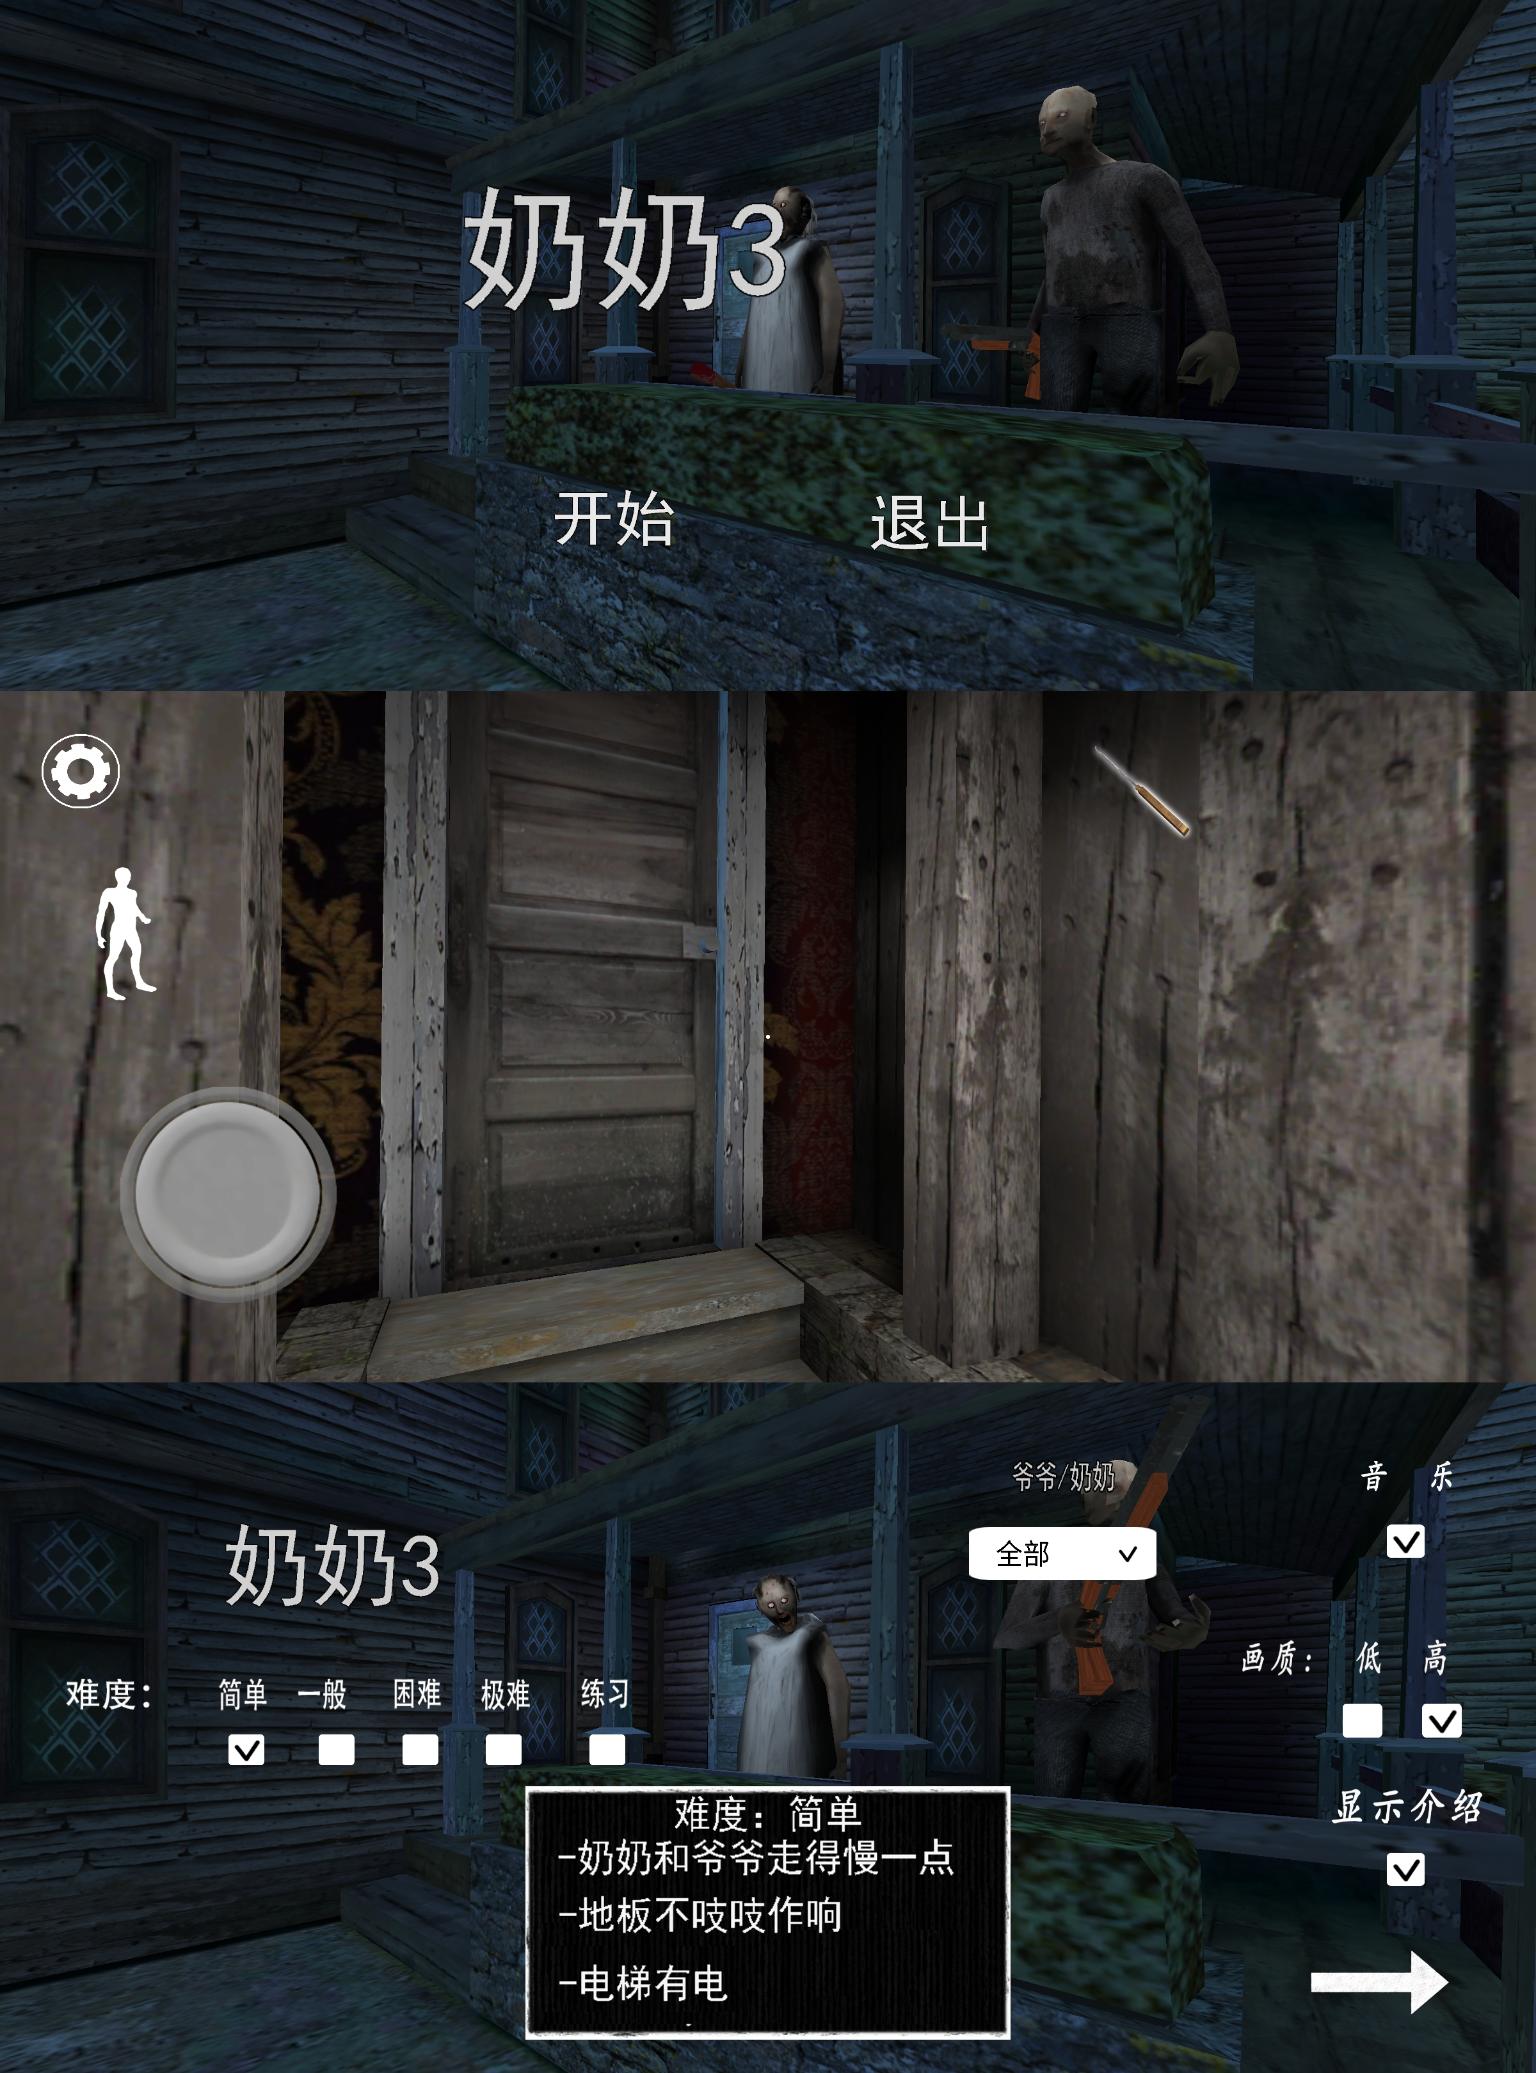 奶奶3
开始 退出
爷爷/奶奶
音 乐
全部
奶奶3
画质： 低 高
难度： 简单 一般 困难 极难 练习
显示介绍
难度：简单
-奶奶和爷爷走得慢一点
-地板不吱吱作响
-电梯有电